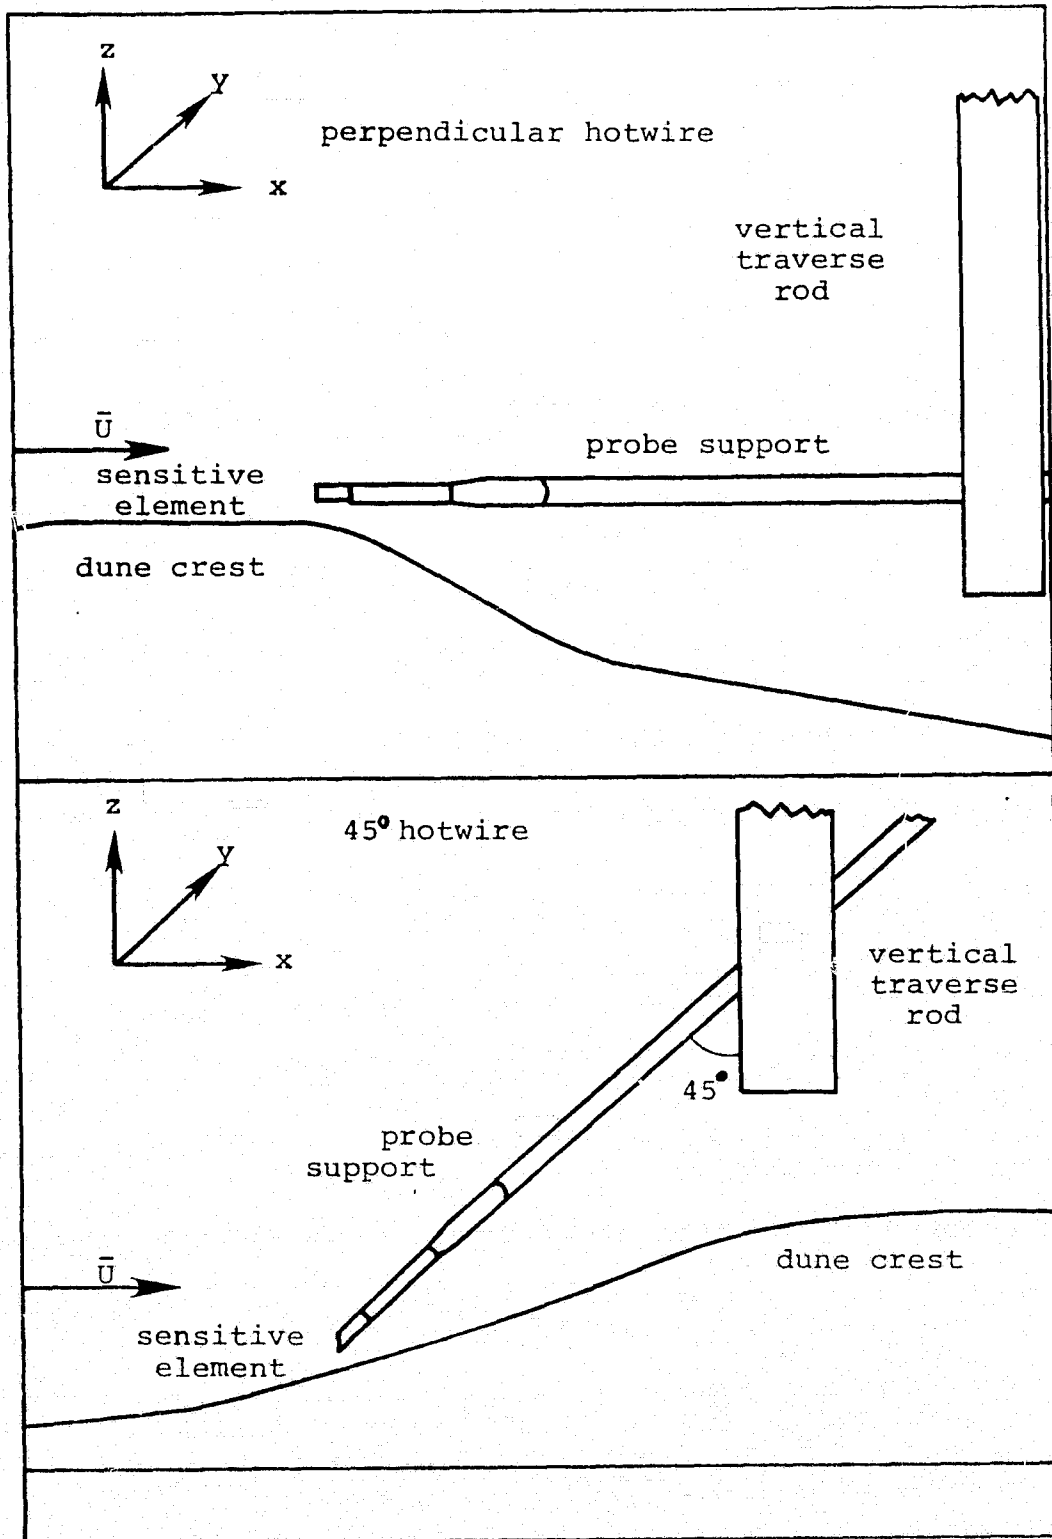 z
y
x
perpendicular hotwire
vertical
traverse
rod
Ū
sensitive
element
probe support
dune crest
z
y
x
45° hotwire
vertical
traverse
rod
45°
probe
support
Ū
sensitive
element
dune crest